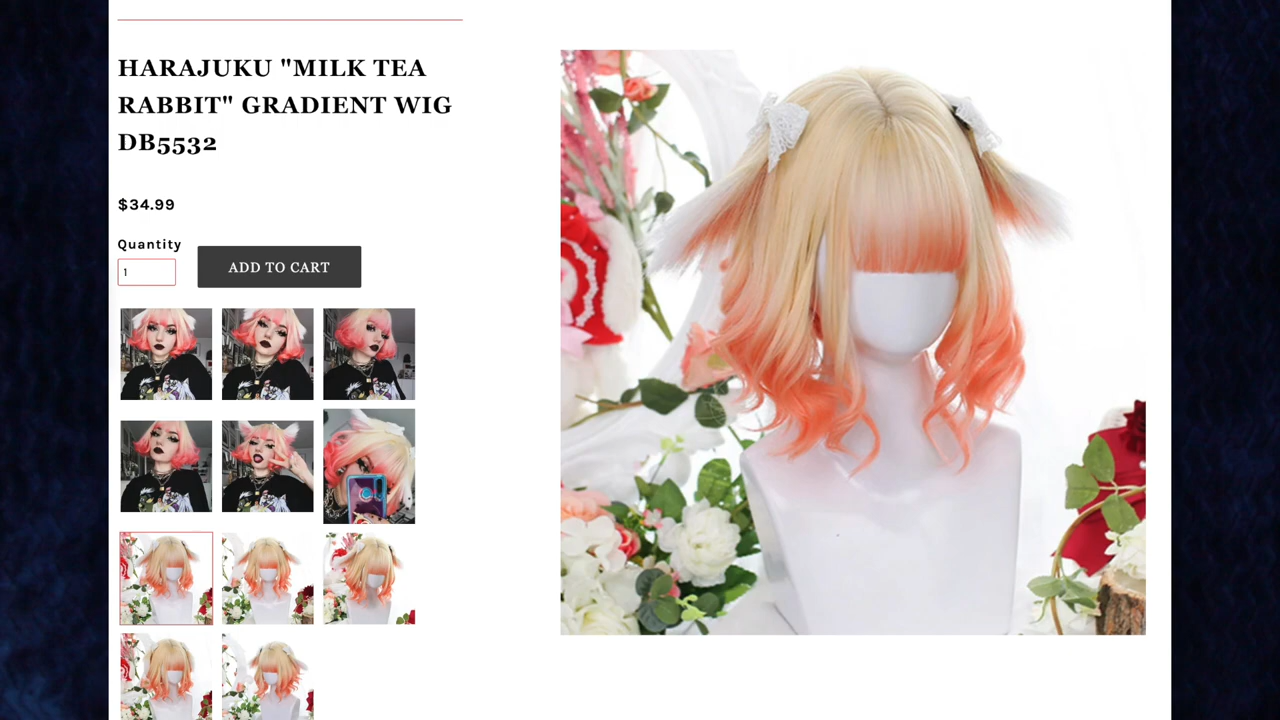 HARAJUKU "MILK TEA
RABBIT" GRADIENT WIG
DB5532
$34.99
Quantity
1
ADD TO CART